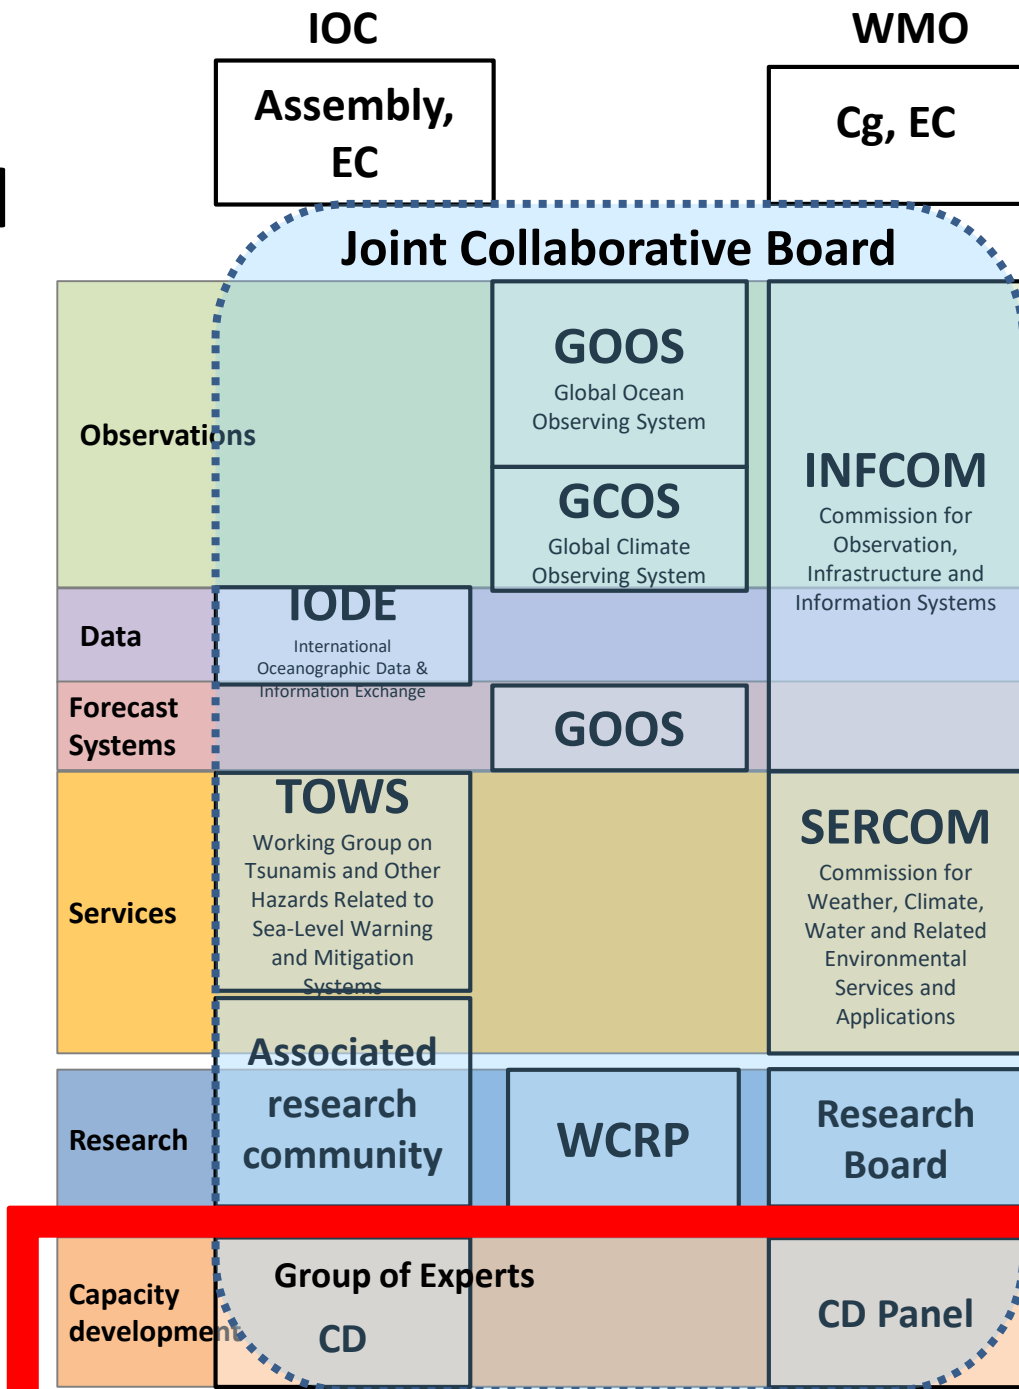 IOC
WMO
Assembly,
EC
Cg, EC
Joint Collaborative Board
Observations
GOOS
Global Ocean
Observing System
GCOS
Global Climate
Observing System
INFCOM
Commission for
Observation,
Infrastructure and
Information Systems
Data
IODE
International
Oceanographic Data &
Information Exchange
Forecast
Systems
GOOS
Services
TOWS
Working Group on
Tsunamis and Other
Hazards Related to
Sea-Level Warning
and Mitigation
Systems
SERCOM
Commission for
Weather, Climate,
Water and Related
Environmental
Services and
Applications
Research
Associated
research
community
WCRP
Research
Board
Capacity
development
Group of Experts
CD
CD Panel